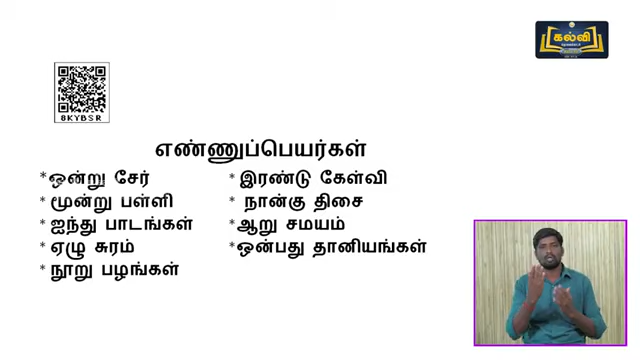 கல்வி
8KYBSR
எண்ணுப்பெயர்கள்
*ஒன்று சேர்
* இரண்டு கேள்வி
* மூன்று பள்ளி
* நான்கு திசை
* ஐந்து பாடங்கள்
* ஆறு சமயம்
* ஏழு சுரம்
*ஒன்பது தானியங்கள்
* நூறு பழங்கள்